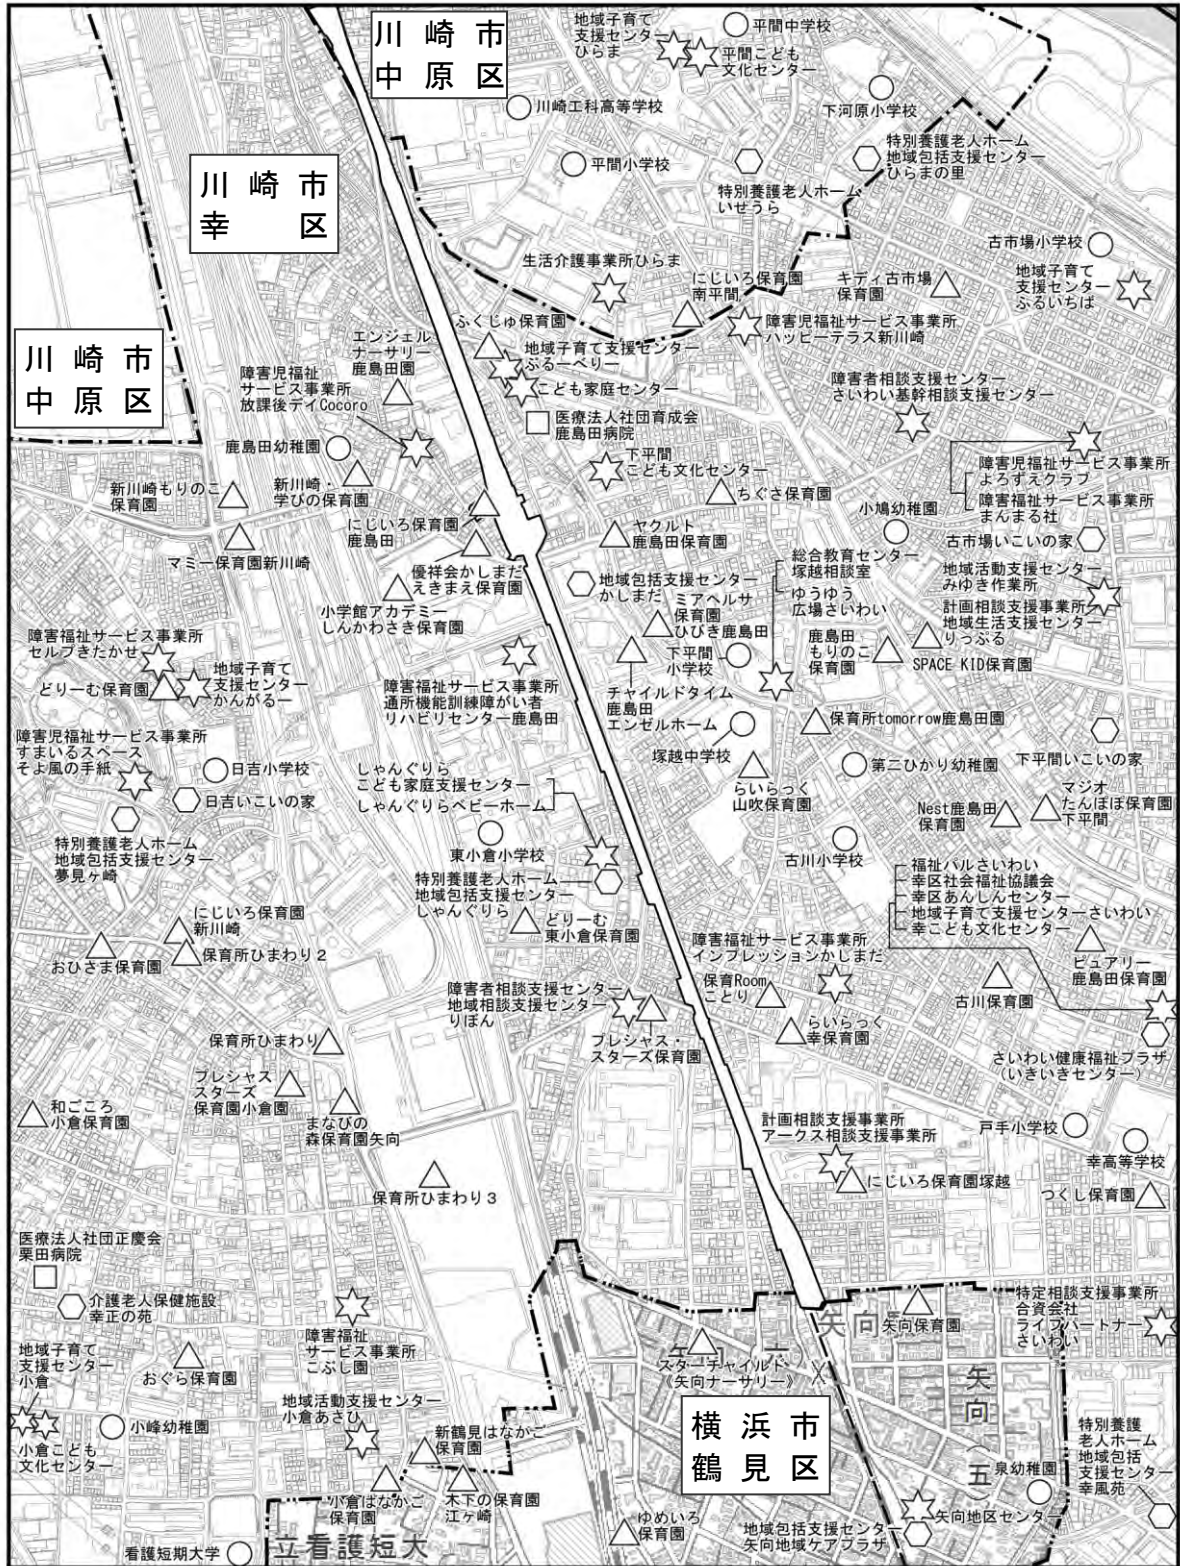 川崎市
中原区
地域子育て
支援センター
ひらま
平間中学校
平間こども
文化センター
川崎工科高等学校
下河原小学校
平間小学校
特別養護老人ホーム
地域包括支援センター
ひらまの里
特別養護老人ホーム
いせうら
川崎市
幸区
古市場小学校
生活介護事業所ひらま
にじいろ保育園
南平間
キディ古市場
保育園
地域子育て
支援センター
ふるいちば
ふくじゅ保育園
障害児福祉サービス事業所
ハッピーテラス新川崎
川崎市
中原区
エンジェル
ナーサリー
鹿島田園
地域子育て支援センター
ぶるーべりー
こども家庭センター
障害児福祉
サービス事業所
放課後デイCocoro
障害者相談支援センター
さいわい基幹相談支援センター
医療法人社団育成会
鹿島田病院
鹿島田幼稚園
下平間
こども文化センター
障害児福祉サービス事業所
よろずえクラブ
障害福祉サービス事業所
まんまる社
新川崎もりのこ
保育園
新川崎・
学びの保育園
ちぐさ保育園
小鳩幼稚園
にじいろ保育園
鹿島田
ヤクルト
鹿島田保育園
古市場いこいの家
マミー保育園新川崎
優祥会かしまだ
えきまえ保育園
総合教育センター
塚越相談室
ゆうゆう
広場さいわい
地域活動支援センター
みゆき作業所
計画相談支援事業所
地域生活支援センター
りっぷる
地域包括支援センター
かしまだ
小学館アカデミー
しんかわさき保育園
ミアヘルサ
保育園
ひびき鹿島田
障害福祉サービス事業所
セルプきたかせ
下平間
小学校
鹿島田
もりのこ
保育園
SPACE KID保育園
どりーむ保育園
地域子育て
支援センター
かんがるー
障害福祉サービス事業所
通所機能訓練障がい者
リハビリセンター鹿島田
チャイルドタイム
鹿島田
エンゼルホーム
保育所tomorrow鹿島田園
障害児福祉サービス事業所
すまいるスペース
そよ風の手紙
塚越中学校
下平間いこいの家
日吉小学校
しゃんぐりら
こども家庭支援センター
しゃんぐりらベビーホーム
第二ひかり幼稚園
らいらっく
山吹保育園
マジオ
たんぽぽ保育園
下平間
日吉いこいの家
Nest鹿島田
保育園
特別養護老人ホーム
地域包括支援センター
夢見ヶ崎
東小倉小学校
古川小学校
特別養護老人ホーム
地域包括支援センター
しゃんぐりら
福祉パルさいわい
幸区社会福祉協議会
幸区あんしんセンター
地域子育て支援センターさいわい
幸こども文化センター
にじいろ保育園
新川崎
どりーむ
東小倉保育園
おひさま保育園
保育所ひまわり2
障害福祉サービス事業所
インプレッションかしまだ
ピュアリー
鹿島田保育園
保育Room
ことり
古川保育園
障害者相談支援センター
地域相談支援センター
りぼん
らいらっく
幸保育園
保育所ひまわり
プレシャス・
スターズ保育園
さいわい健康福祉プラザ
(いきいきセンター)
プレシャス
スターズ
保育園小倉園
和ごころ
小倉保育園
まなびの
森保育園矢向
計画相談支援事業所
アークス相談支援事業所
戸手小学校
幸高等学校
保育所ひまわり3
にじいろ保育園塚越
つくし保育園
医療法人社団正慶会
栗田病院
介護老人保健施設
幸正の苑
障害福祉
サービス事業所
こぶし園
矢向
矢向保育園
特定相談支援事業所
合資会社
ライフパートナー
さいわい
地域子育て
支援センター
小倉
おぐら保育園
スターチャイルド
《矢向ナーサリー》
矢向
五
地域活動支援センター
小倉あさひ
小峰幼稚園
小倉こども
文化センター
新鶴見はなかご
保育園
横浜市
鶴見区
特別養護
老人ホーム
地域包括
支援センター
幸風苑
泉幼稚園
小倉はなかご
保育園
木下の保育園
江ヶ崎
ゆめいろ
保育園
矢向地区センター
地域包括支援センター
矢向地域ケアプラザ
看護短期大学
立看護短大